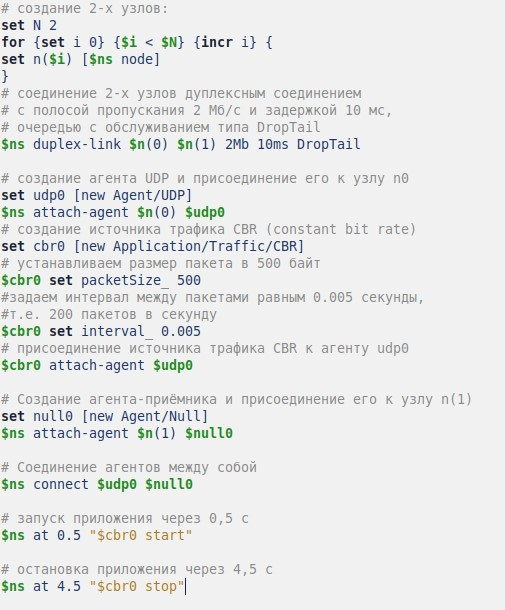 # создание 2-х узлов:
set N 2
for {set i 0} {$i < $N} {incr i} {
set n($i) [$ns node]
}
# соединение 2-х узлов дуплексным соединением
# с полосой пропускания 2 Мб/с и задержкой 10 мс,
# очередью с обслуживанием типа DropTail
$ns duplex-link $n(0) $n(1) 2Mb 10ms DropTail
# создание агента UDP и присоединение его к узлу n0
set udp0 [new Agent/UDP]
$ns attach-agent $n(0) $udp0
# создание источника трафика CBR (constant bit rate)
set cbr0 [new Application/Traffic/CBR]
# устанавливаем размер пакета в 500 байт
$cbr0 set packetSize_ 500
#задаем интервал между пакетами равным 0.005 секунды,
#т.е. 200 пакетов в секунду
$cbr0 set interval_ 0.005
# присоединение источника трафика CBR к агенту udp0
$cbr0 attach-agent $udp0
# Создание агента-приёмника и присоединение его к узлу n(1)
set null0 [new Agent/Null]
$ns attach-agent $n(1) $null0
# Соединение агентов между собой
$ns connect $udp0 $null0
# запуск приложения через 0,5 с
$ns at 0.5 "$cbr0 start"
# остановка приложения через 4,5 с
$ns at 4.5 "$cbr0 stop"